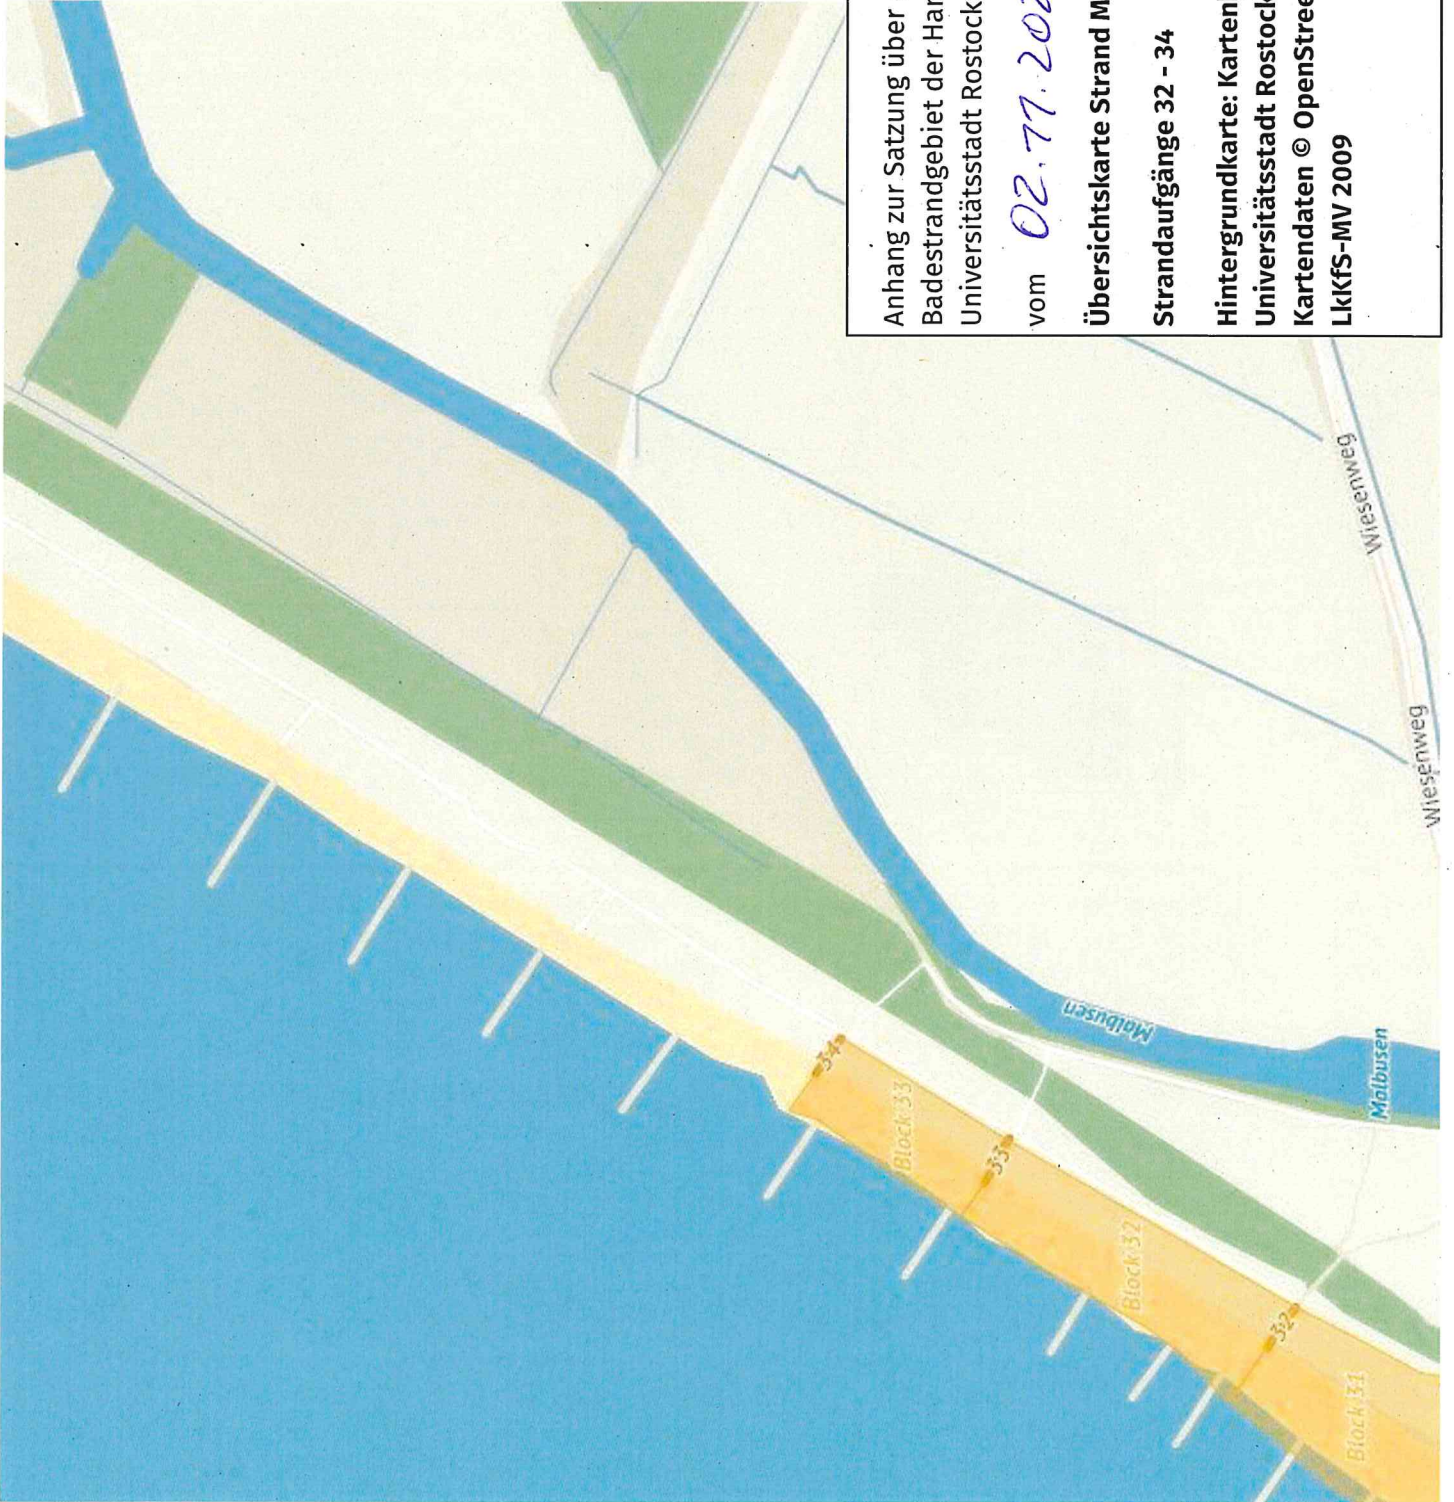 Anhang zur Satzung über
Badestrandgebiet der Han
Universitätsstadt Rostock
vom 02.11.202
Übersichtskarte Strand M
Strandaufgänge 32 - 34
Hintergrundkarte: Karten
Universitätsstadt Rostock
Kartendaten © OpenStree
LkKfS-MV 2009
Wiesenweg
Wiesenweg
Malbusen
Malbusen
34
Block 33
33
Block 32
32
Block 31